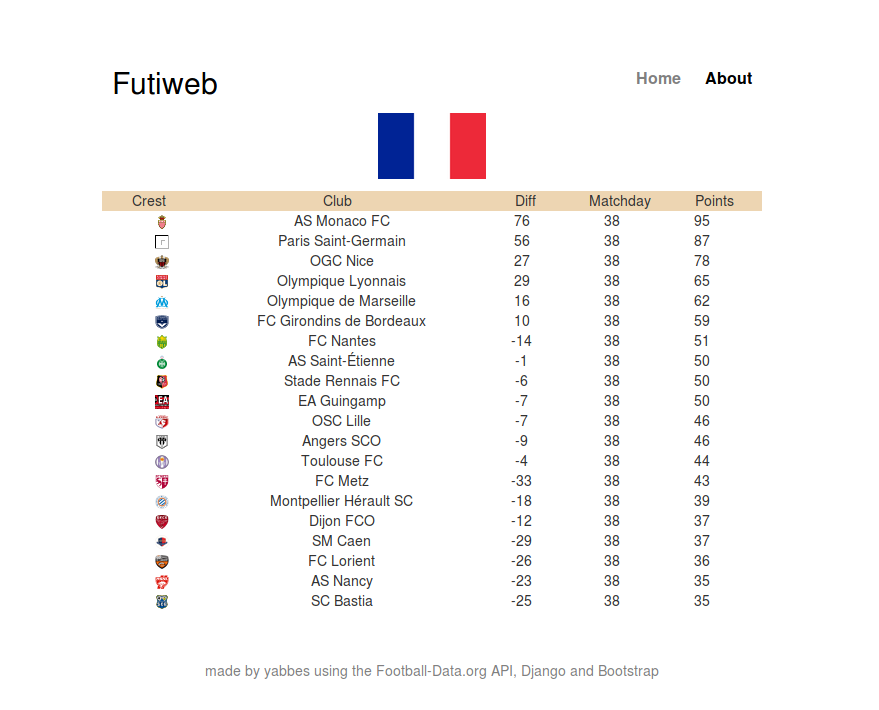 Futiweb
Home About
Crest Club Diff Matchday Points
AS Monaco FC 76 38 95
Paris Saint-Germain 56 38 87
OGC Nice 27 38 78
Olympique Lyonnais 29 38 65
Olympique de Marseille 16 38 62
FC Girondins de Bordeaux 10 38 59
FC Nantes -14 38 51
AS Saint-Étienne -1 38 50
Stade Rennais FC -6 38 50
EA Guingamp -7 38 50
OSC Lille -7 38 46
Angers SCO -9 38 46
Toulouse FC -4 38 44
FC Metz -33 38 43
Montpellier Hérault SC -18 38 39
Dijon FCO -12 38 37
SM Caen -29 38 37
FC Lorient -26 38 36
AS Nancy -23 38 35
SC Bastia -25 38 35
made by yabbes using the Football-Data.org API, Django and Bootstrap